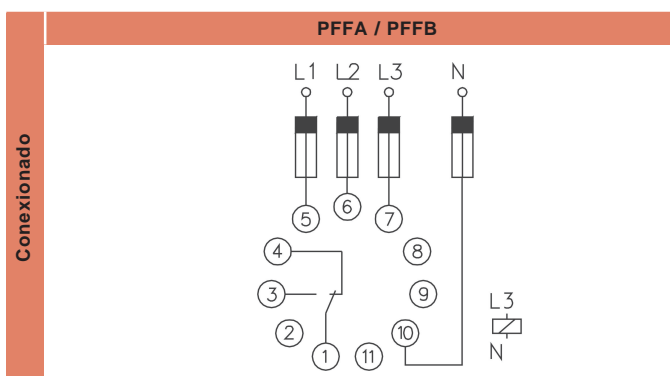 PFFA / PFFB
Conexionado
L1 L2 L3 N
5 6 7
4 8
3 9
L3
2 10
N
1 11